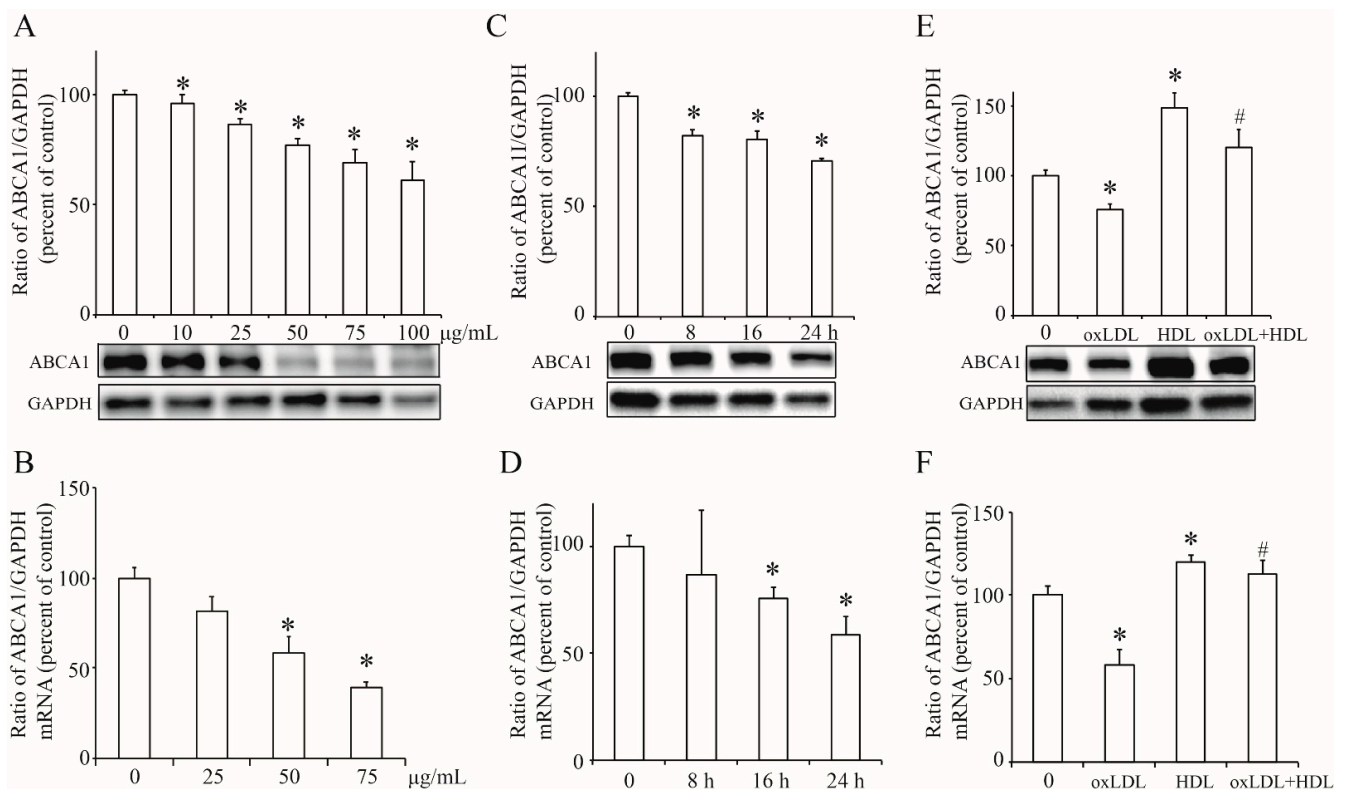 A
Ratio of ABCA1/GAPDH
(percent of control)
100
50
0
* * * * *
0 10 25 50 75 100 μg/mL
ABCA1
GAPDH
C
Ratio of ABCA1I/GAPDH
(percent of control)
100
50
0
* * *
0 8 16 24 h
ABCA1
GAPDH
E
Ratio of ABCA1/GAPDH
(percent of control)
150
100
50
0
* * #
0 oxLDL HDL oxLDL+HDL
ABCA1
GAPDH
B
Ratio of ABCA1/GAPDH
mRNA (percent of control)
150
100
50
0
* *
0 25 50 75 μg/mL
D
Ratio of ABCA1/GAPDH
mRNA (percent of control)
100
50
0
* *
0 8 h 16 h 24 h
F
Ratio of ABCA1/GAPDH
mRNA (percent of control)
150
100
50
0
* * #
0 oxLDL HDL oxLDL+HDL